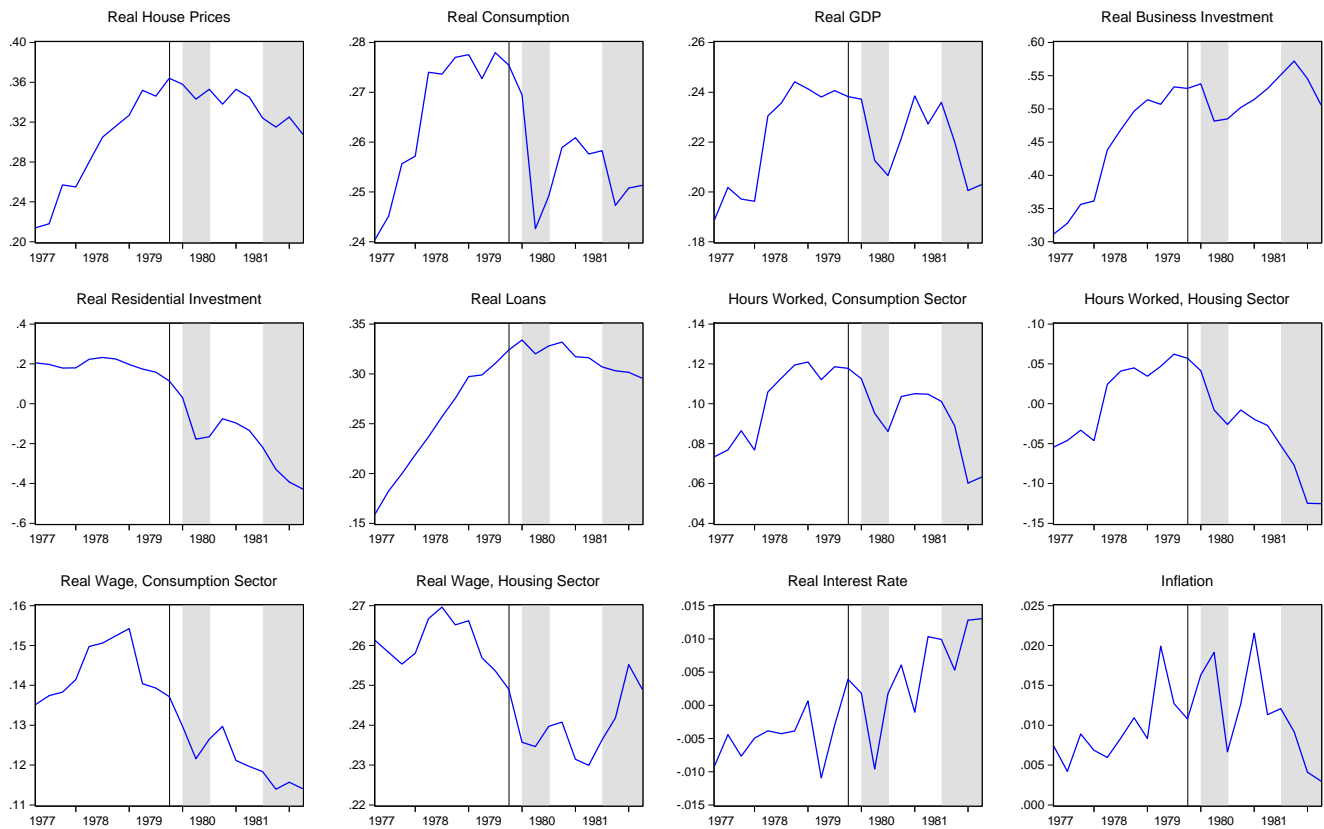 Real House Prices
.40
.36
.32
.28
.24
.20
1977 1978 1979 1980 1981
Real Consumption
.28
.27
.26
.25
.24
1977 1978 1979 1980 1981
Real GDP
.26
.24
.22
.20
.18
1977 1978 1979 1980 1981
Real Business Investment
.60
.55
.50
.45
.40
.35
.30
1977 1978 1979 1980 1981
Real Residential Investment
.4
.2
.0
-.2
-.4
-.6
1977 1978 1979 1980 1981
Real Loans
.35
.30
.25
.20
.15
1977 1978 1979 1980 1981
Hours Worked, Consumption Sector
.14
.12
.10
.08
.06
.04
1977 1978 1979 1980 1981
Hours Worked, Housing Sector
.10
.05
.00
-.05
-.10
-.15
1977 1978 1979 1980 1981
Real Wage, Consumption Sector
.16
.15
.14
.13
.12
.11
1977 1978 1979 1980 1981
Real Wage, Housing Sector
.27
.26
.25
.24
.23
.22
1977 1978 1979 1980 1981
Real Interest Rate
.015
.010
.005
.000
-.005
-.010
-.015
1977 1978 1979 1980 1981
Inflation
.025
.020
.015
.010
.005
.000
1977 1978 1979 1980 1981